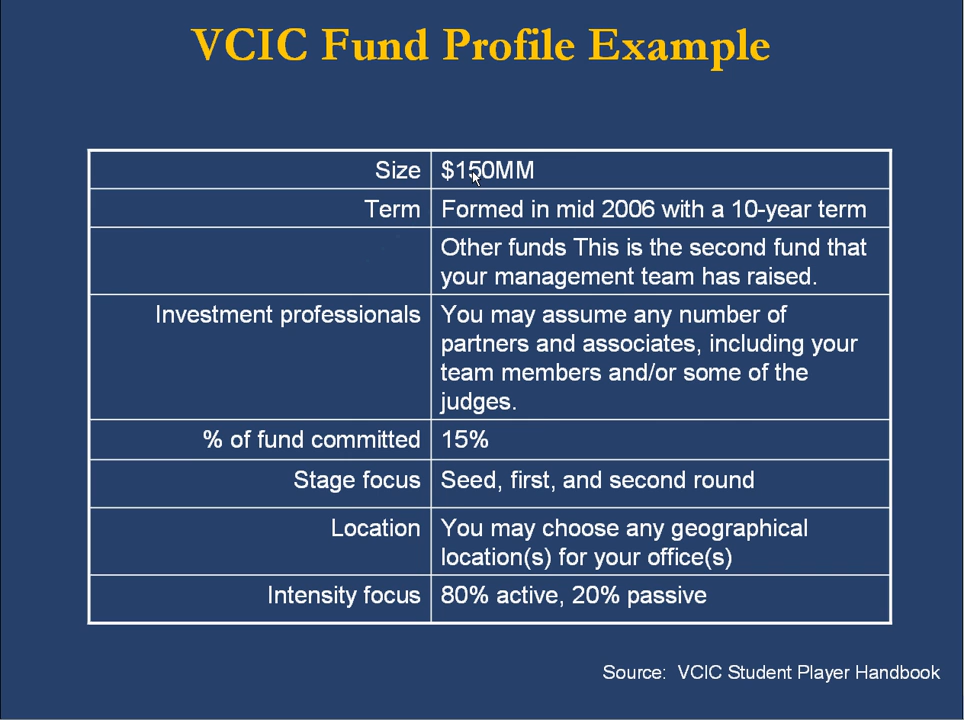 VCIC Fund Profile Example
Size $150MM
Term Formed in mid 2006 with a 10-year term
Other funds This is the second fund that
your management team has raised.
Investment professionals You may assume any number of
partners and associates, including your
team members and/or some of the
judges.
% of fund committed 15%
Stage focus Seed, first, and second round
Location You may choose any geographical
location(s) for your office(s)
Intensity focus 80% active, 20% passive
Source: VCIC Student Player Handbook